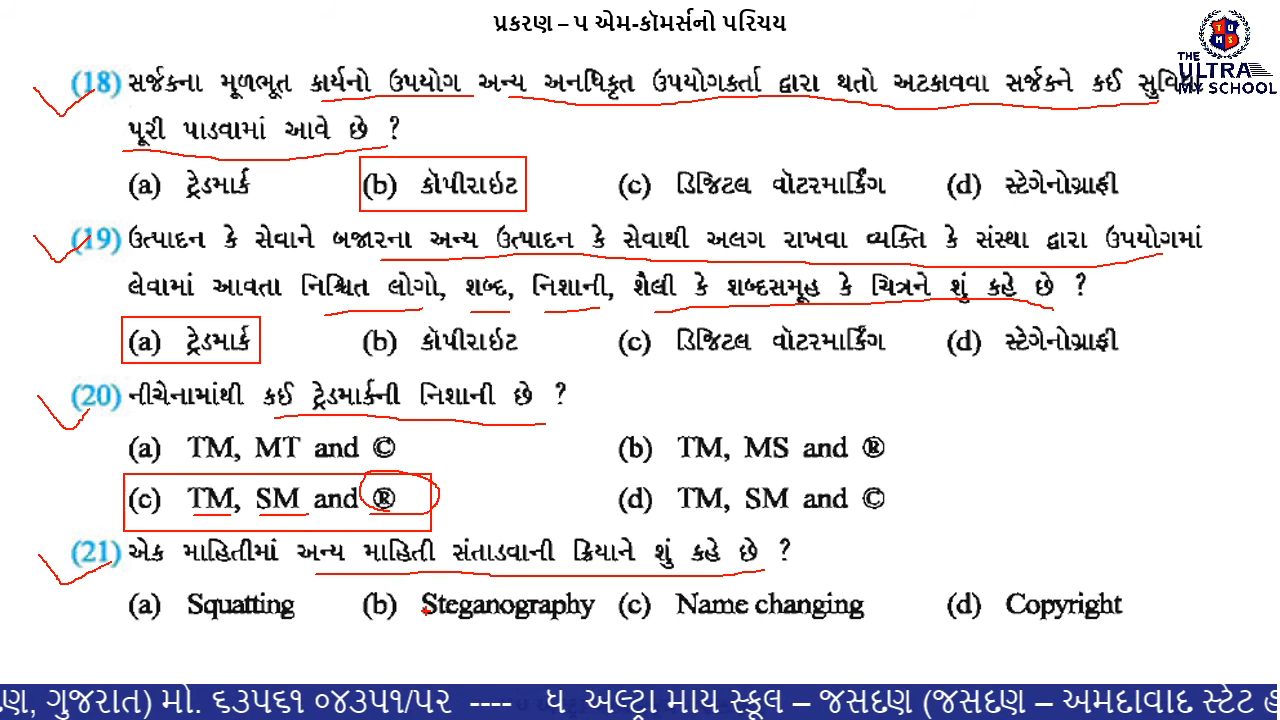 પ્રકરણ – ૫ એમ-કૉમર્સનો પરિચય
THE
ULTRA
MY SCHOOL
TU
MS
(18) સર્જકના મૂળભૂત કાર્યનો ઉપયોગ અન્ય અનધિકૃત ઉપયોગકર્તા દ્વારા થતો અટકાવવા સર્જકને કઈ સુવિધા
પૂરી પાડવામાં આવે છે ?
(a) ટ્રેડમાર્ક (b) કૉપીરાઇટ (c) ડિજિટલ વૉટરમાર્કિંગ (d) સ્ટેગેનોગ્રાફી
(19) ઉત્પાદન કે સેવાને બજારના અન્ય ઉત્પાદન કે સેવાથી અલગ રાખવા વ્યક્તિ કે સંસ્થા દ્વારા ઉપયોગમાં
લેવામાં આવતા નિશ્ચિત લોગો, શબ્દ, નિશાની, શૈલી કે શબ્દસમૂહ કે ચિત્રને શું કહે છે ?
(a) ટ્રેડમાર્ક (b) કૉપીરાઇટ (c) ડિજિટલ વૉટરમાર્કિંગ (d) સ્ટેગેનોગ્રાફી
(20) નીચેનામાંથી કઈ ટ્રેડમાર્કની નિશાની છે ?
(a) TM, MT and © (b) TM, MS and ®
(c) TM, SM and ® (d) TM, SM and ©
(21) એક માહિતીમાં અન્ય માહિતી સંતાડવાની ક્રિયાને શું કહે છે ?
(a) Squatting (b) Steganography (c) Name changing (d) Copyright
દણ, ગુજરાત) મો. ૬૩૫૬૧ ૦૪૩૫૧/૫૨ ---- ધ અલ્ટ્રા માય સ્કૂલ – જસદણ (જસદણ – અમદાવાદ સ્ટેટ હ